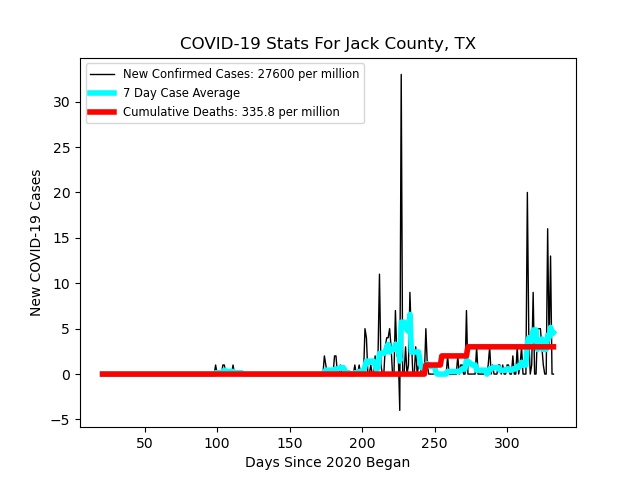 COVID-19 Stats For Jack County, TX
New Confirmed Cases: 27600 per million
7 Day Case Average
Cumulative Deaths: 335.8 per million
New COVID-19 Cases
30
25
20
15
10
5
0
−5
50 100 150 200 250 300
Days Since 2020 Began